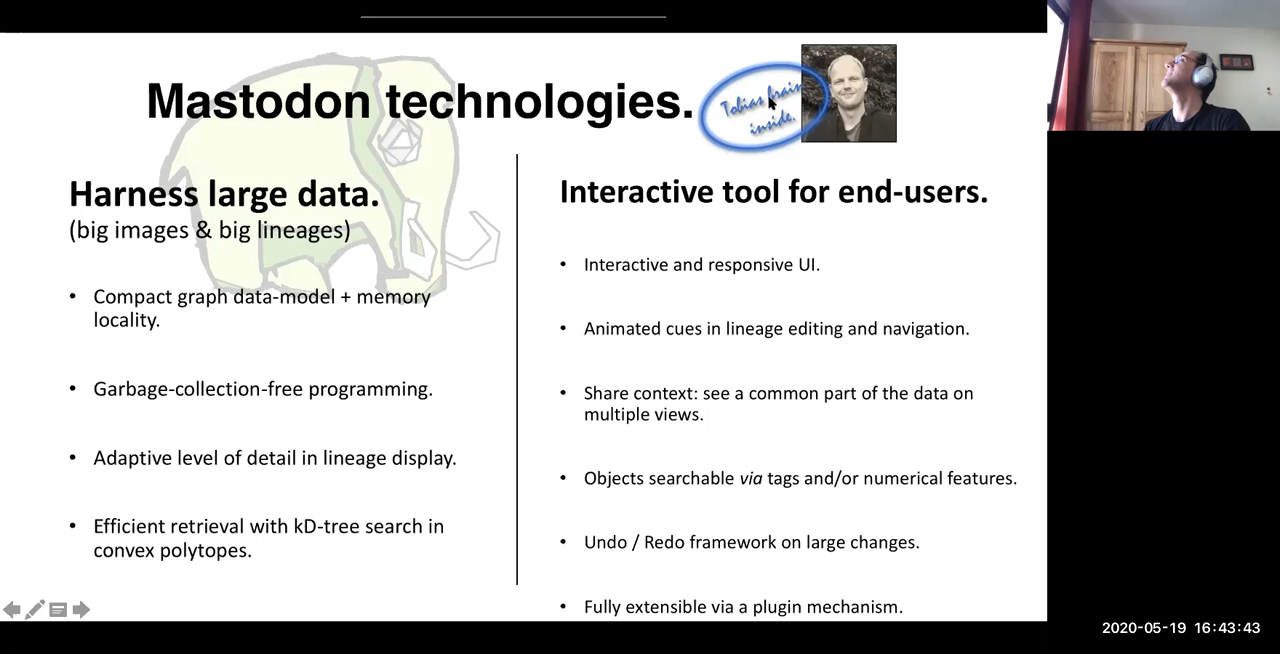 Mastodon technologies.
Tobias brain
inside.
Harness large data.
(big images & big lineages)
• Compact graph data-model + memory
locality.
• Garbage-collection-free programming.
• Adaptive level of detail in lineage display.
• Efficient retrieval with kD-tree search in
convex polytopes.
Interactive tool for end-users.
• Interactive and responsive UI.
• Animated cues in lineage editing and navigation.
• Share context: see a common part of the data on
multiple views.
• Objects searchable via tags and/or numerical features.
• Undo / Redo framework on large changes.
• Fully extensible via a plugin mechanism.
2020-05-19 16:43:43